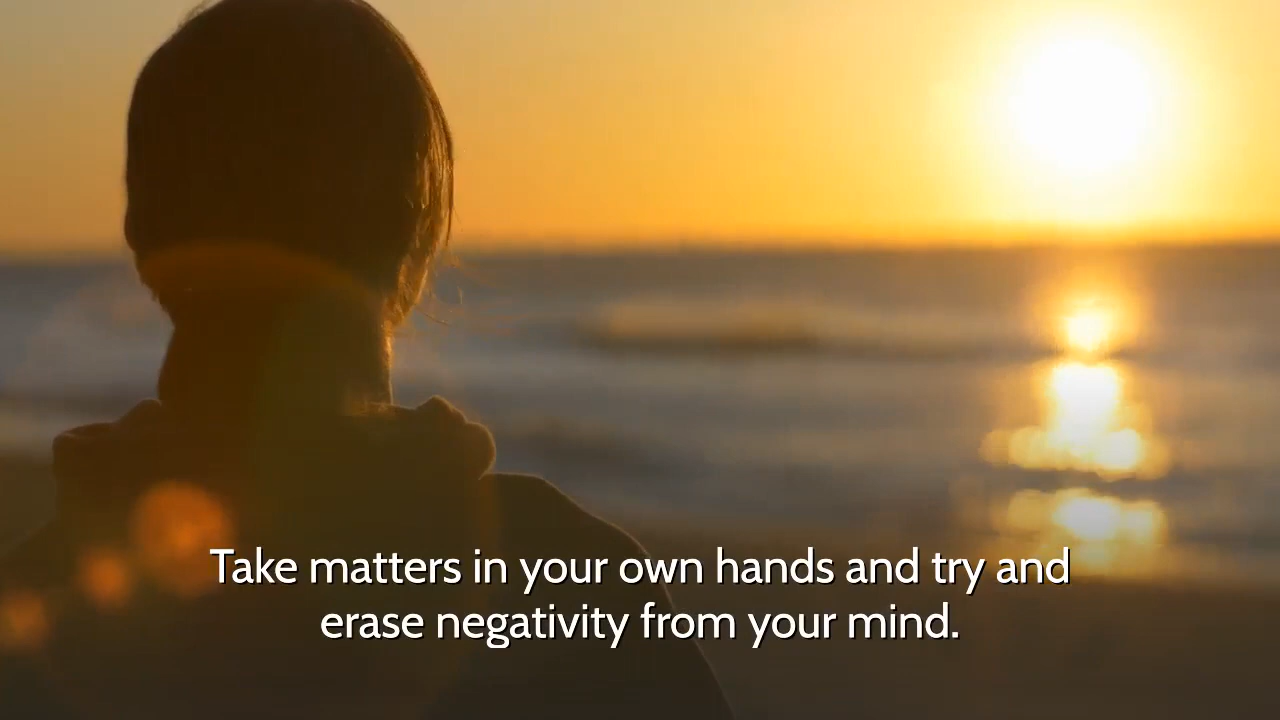 Take matters in your own hands and try and
erase negativity from your mind.